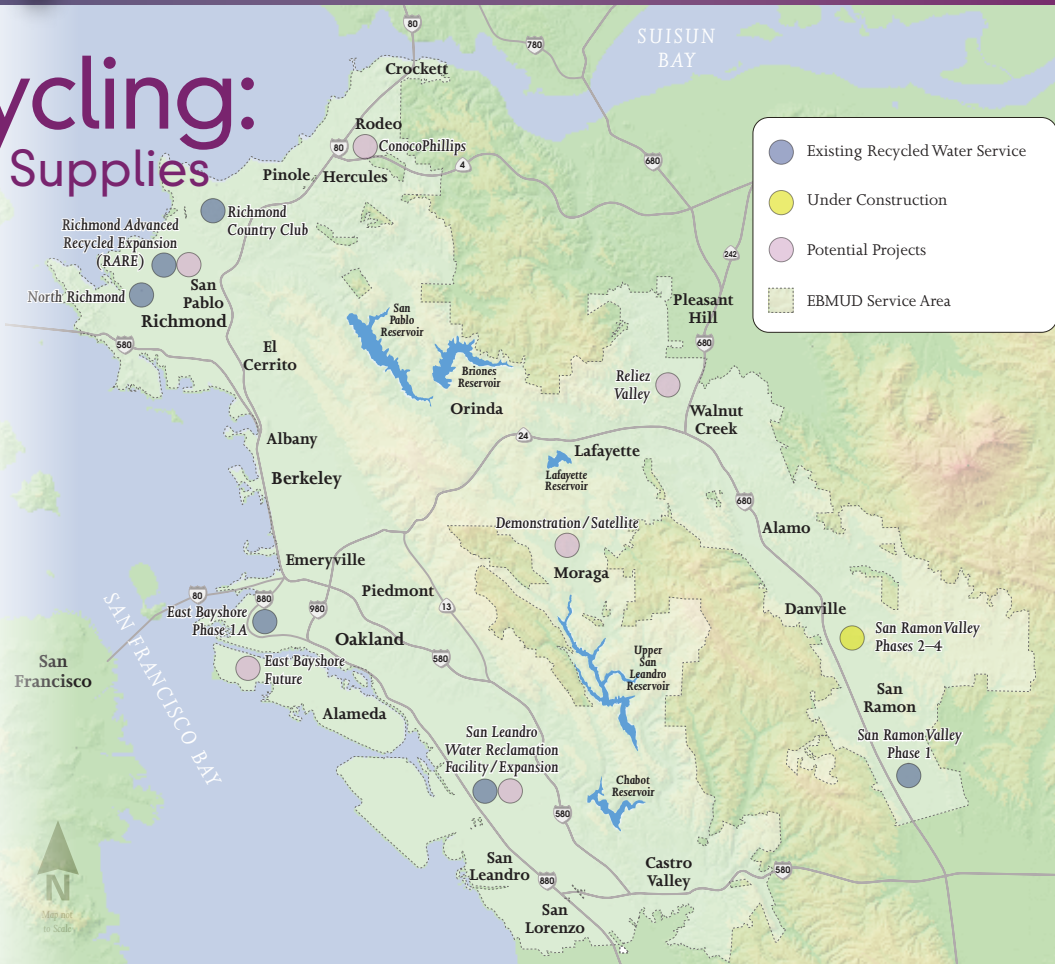 ycling:
Supplies
SUISUN
BAY
80
780
Crockett
Rodeo
80
ConocoPhillips
4
680
Pinole
Hercules
Richmond
Country Club
Richmond Advanced
Recycled Expansion
(RARE)
North Richmond
San
Pablo
Richmond
580
242
Existing Recycled Water Service
Under Construction
Potential Projects
EBMUD Service Area
Pleasant
Hill
680
San
Pablo
Reservoir
Briones
Reservoir
El
Cerrito
Orinda
Reliez
Valley
Walnut
Creek
24
Albany
Lafayette
Lafayette
Reservoir
Berkeley
680
Demonstration / Satellite
Alamo
Moraga
Emeryville
Piedmont
80
880
980
13
East Bayshore
Phase 1A
Oakland
580
Danville
San Ramon Valley
Phases 2–4
San
Francisco
SAN FRANCISCO BAY
East Bayshore
Future
Upper
San
Leandro
Reservoir
San
Ramon
Alameda
San Leandro
Water Reclamation
Facility / Expansion
San Ramon Valley
Phase 1
Chabot
Reservoir
580
N
Map not
to Scale
San
Leandro
880
Castro
Valley
580
San
Lorenzo